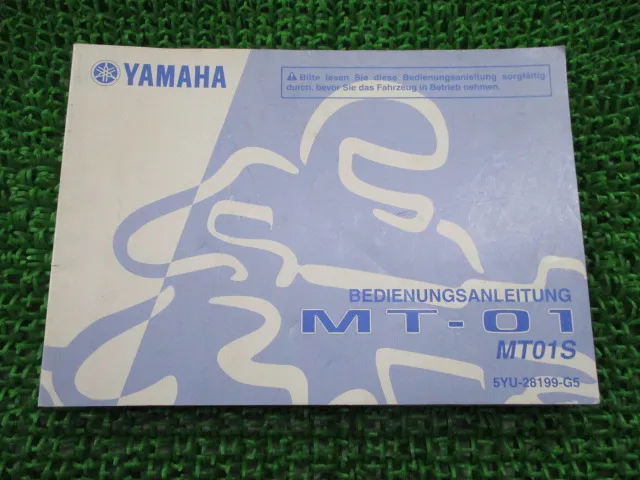 YAMAHA
⚠ Bitte lesen Sie diese Bedienungsanleitung sorgfältig
durch, bevor Sie das Fahrzeug in Betrieb nehmen.
BEDIENUNGSANLEITUNG
MT-01
MT01S
5YU-28199-G5